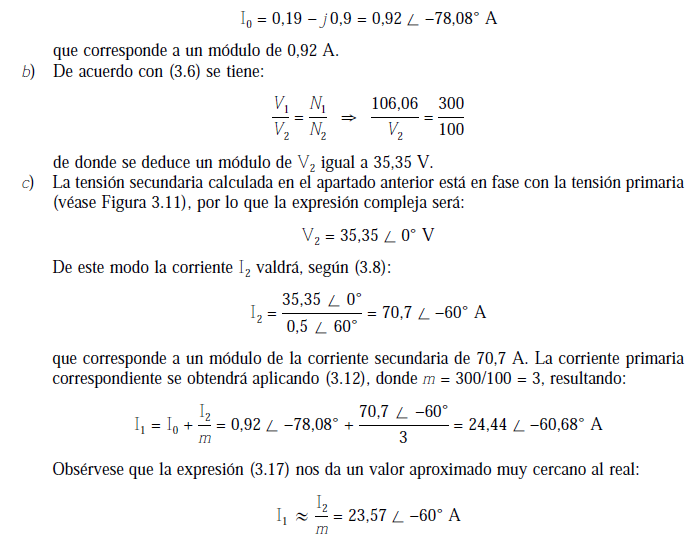 I₀ = 0,19 – j0,9 = 0,92 ∠ –78,08° A
que corresponde a un módulo de 0,92 A.
b) De acuerdo con (3.6) se tiene:
V₁/V₂ = N₁/N₂ ⇒ 106,06/V₂ = 300/100
de donde se deduce un módulo de V₂ igual a 35,35 V.
c) La tensión secundaria calculada en el apartado anterior está en fase con la tensión primaria
(véase Figura 3.11), por lo que la expresión compleja será:
V₂ = 35,35 ∠ 0° V
De este modo la corriente I₂ valdrá, según (3.8):
I₂ = 35,35 ∠ 0° / 0,5 ∠ 60° = 70,7 ∠ –60° A
que corresponde a un módulo de la corriente secundaria de 70,7 A. La corriente primaria
correspondiente se obtendrá aplicando (3.12), donde m = 300/100 = 3, resultando:
I₁ = I₀ + I₂/m = 0,92 ∠ –78,08° + 70,7 ∠ –60° / 3 = 24,44 ∠ –60,68° A
Obsérvese que la expresión (3.17) nos da un valor aproximado muy cercano al real:
I₁ ≈ I₂/m = 23,57 ∠ –60° A